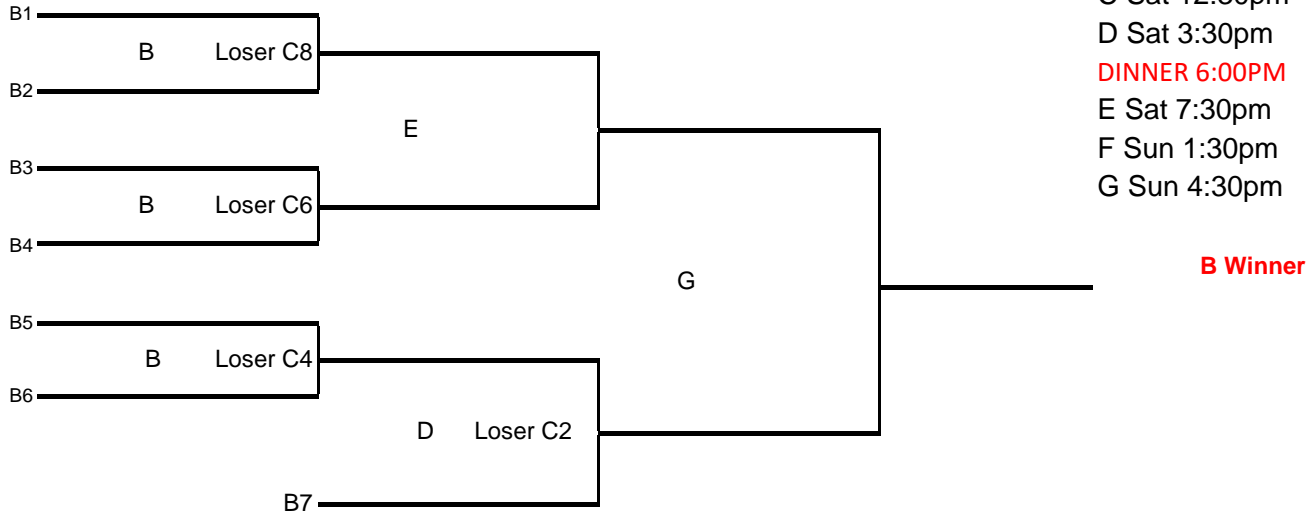 B1
B Loser C8
D Sat 3:30pm
B2
DINNER 6:00PM
E Sat 7:30pm
E
F Sun 1:30pm
B3
G Sun 4:30pm
B Loser C6
B4
B Winner
G
B5
B Loser C4
B6
D Loser C2
B7